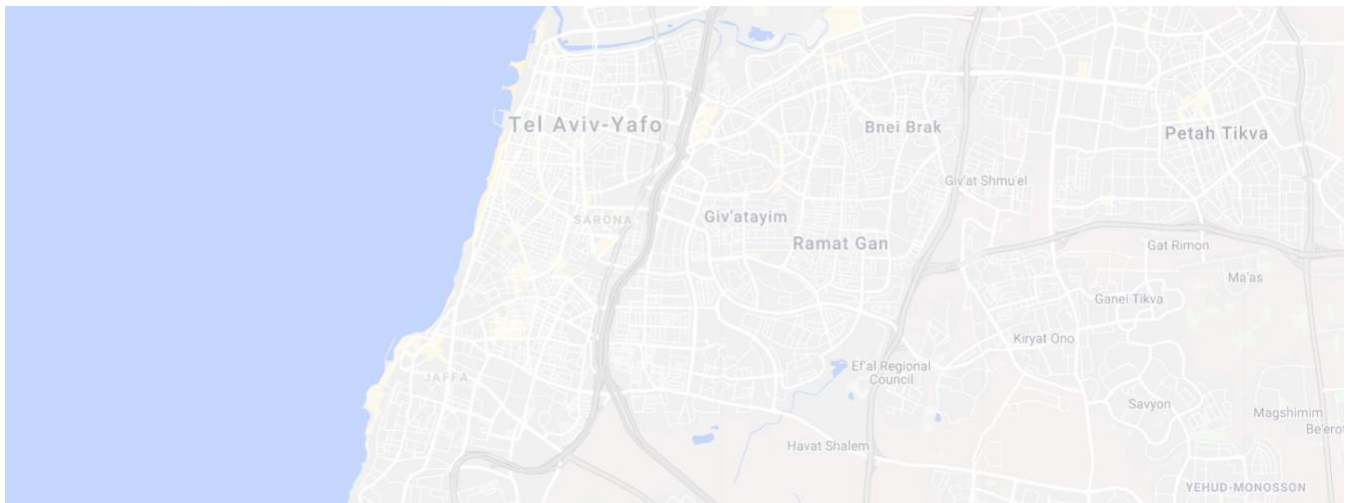 Tel Aviv-Yafo
Bnei Brak
Petah Tikva
Giv'at Shmu'el
SARONA
Giv'atayim
Ramat Gan
Gat Rimon
Ma'as
Ganei Tikva
Kiryat Ono
Ef'al Regional
Council
JAFFA
Savyon
Magshimim
Be'erot
Havat Shalem
YEHUD-MONOSSON